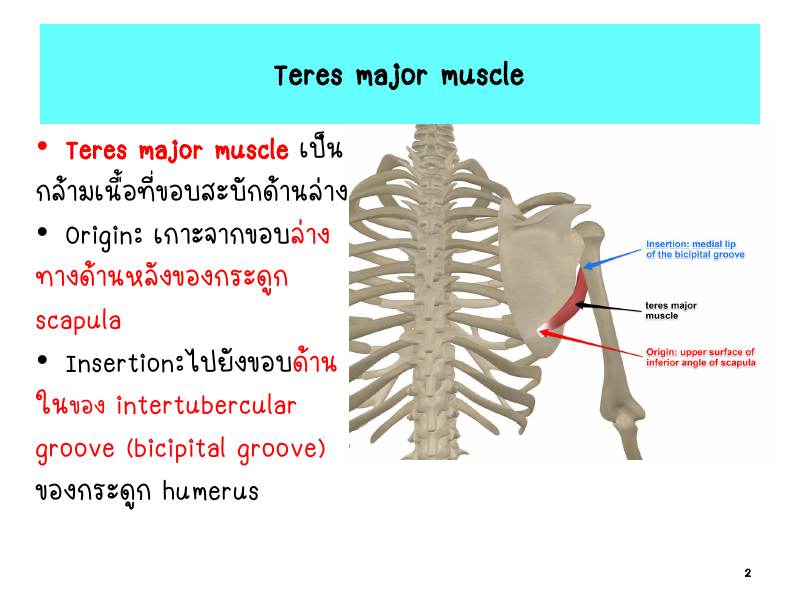 Teres major muscle
• Teres major muscle เป็น
กล้ามเนื้อที่ขอบสะบักด้านล่าง
• Origin: เกาะจากขอบล่าง
ทางด้านหลังของกระดูก
scapula
• Insertion:ไปยังขอบด้าน
ในของ intertubercular
groove (bicipital groove)
ของกระดูก humerus
Insertion: medial lip
of the bicipital groove
teres major
muscle
Origin: upper surface of
inferior angle of scapula
2